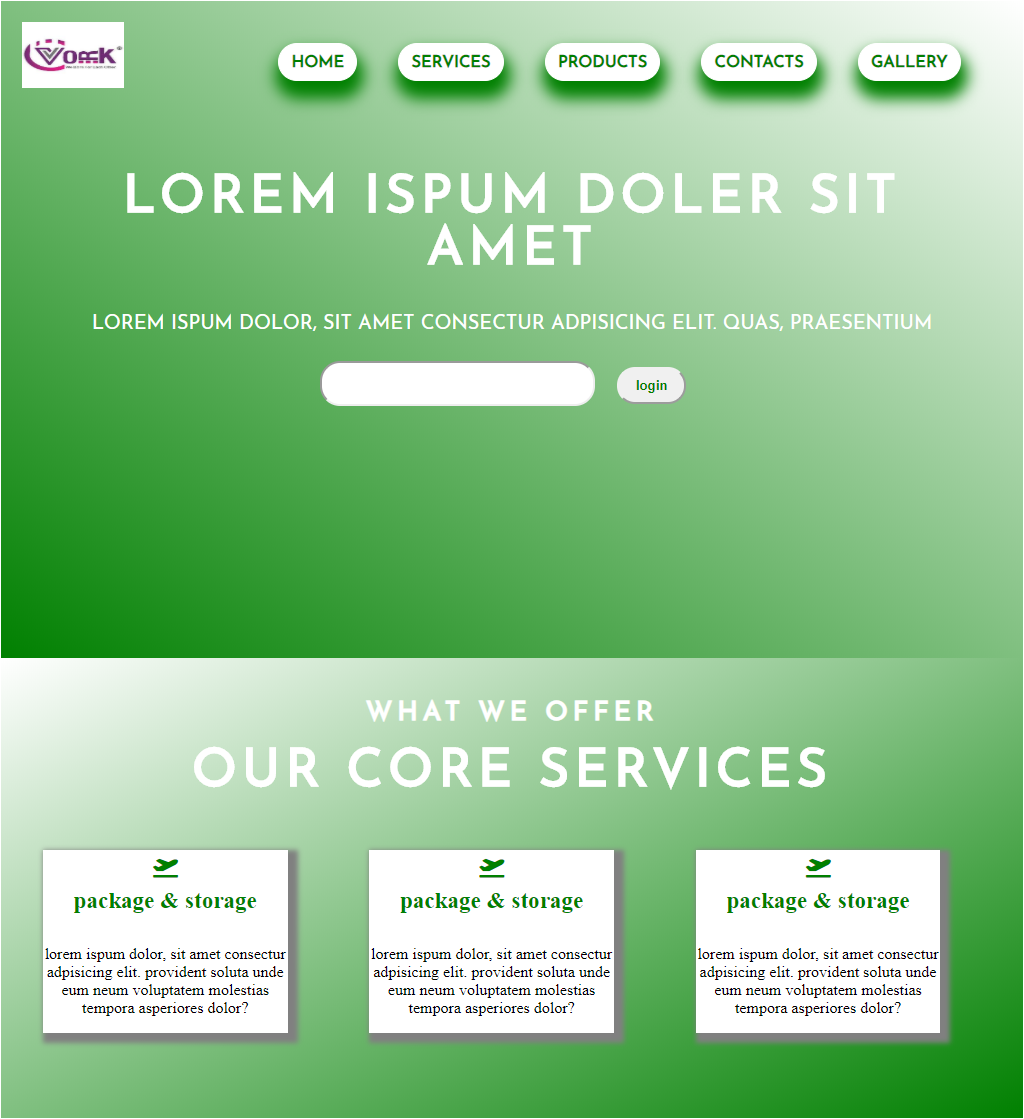 VORK
HOME SERVICES PRODUCTS CONTACTS GALLERY
LOREM ISPUM DOLER SIT
AMET
LOREM ISPUM DOLOR, SIT AMET CONSECTUR ADPISICING ELIT. QUAS, PRAESENTIUM
login
WHAT WE OFFER
OUR CORE SERVICES
package & storage
lorem ispum dolor, sit amet consectur
adpisicing elit. provident soluta unde
eum neum voluptatem molestias
tempora asperiores dolor?
package & storage
lorem ispum dolor, sit amet consectur
adpisicing elit. provident soluta unde
eum neum voluptatem molestias
tempora asperiores dolor?
package & storage
lorem ispum dolor, sit amet consectur
adpisicing elit. provident soluta unde
eum neum voluptatem molestias
tempora asperiores dolor?